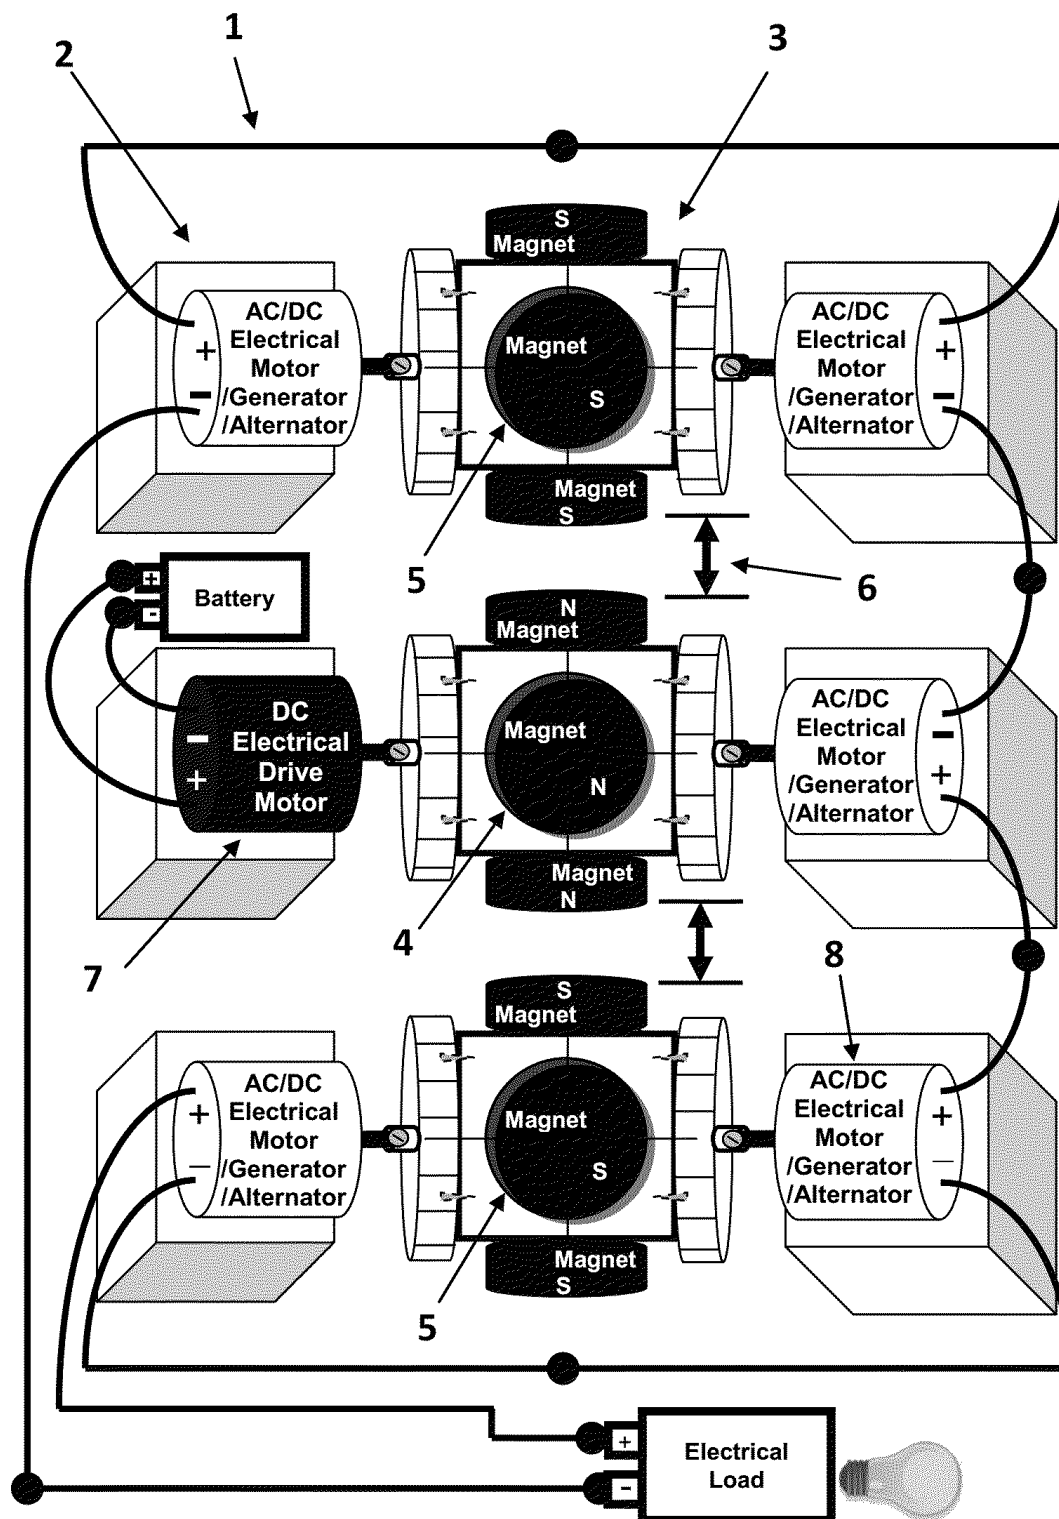 1
2
3
S
Magnet
AC/DC
Electrical
Motor
/Generator
/Alternator
+
−
Magnet
S
AC/DC
Electrical
Motor
/Generator
/Alternator
+
−
Magnet
S
5
6
+
-
Battery
N
Magnet
DC
Electrical
Drive
Motor
−
+
Magnet
N
AC/DC
Electrical
Motor
/Generator
/Alternator
−
+
Magnet
N
7
4
8
S
Magnet
AC/DC
Electrical
Motor
/Generator
/Alternator
+
−
Magnet
S
AC/DC
Electrical
Motor
/Generator
/Alternator
+
−
Magnet
S
5
+
-
Electrical
Load